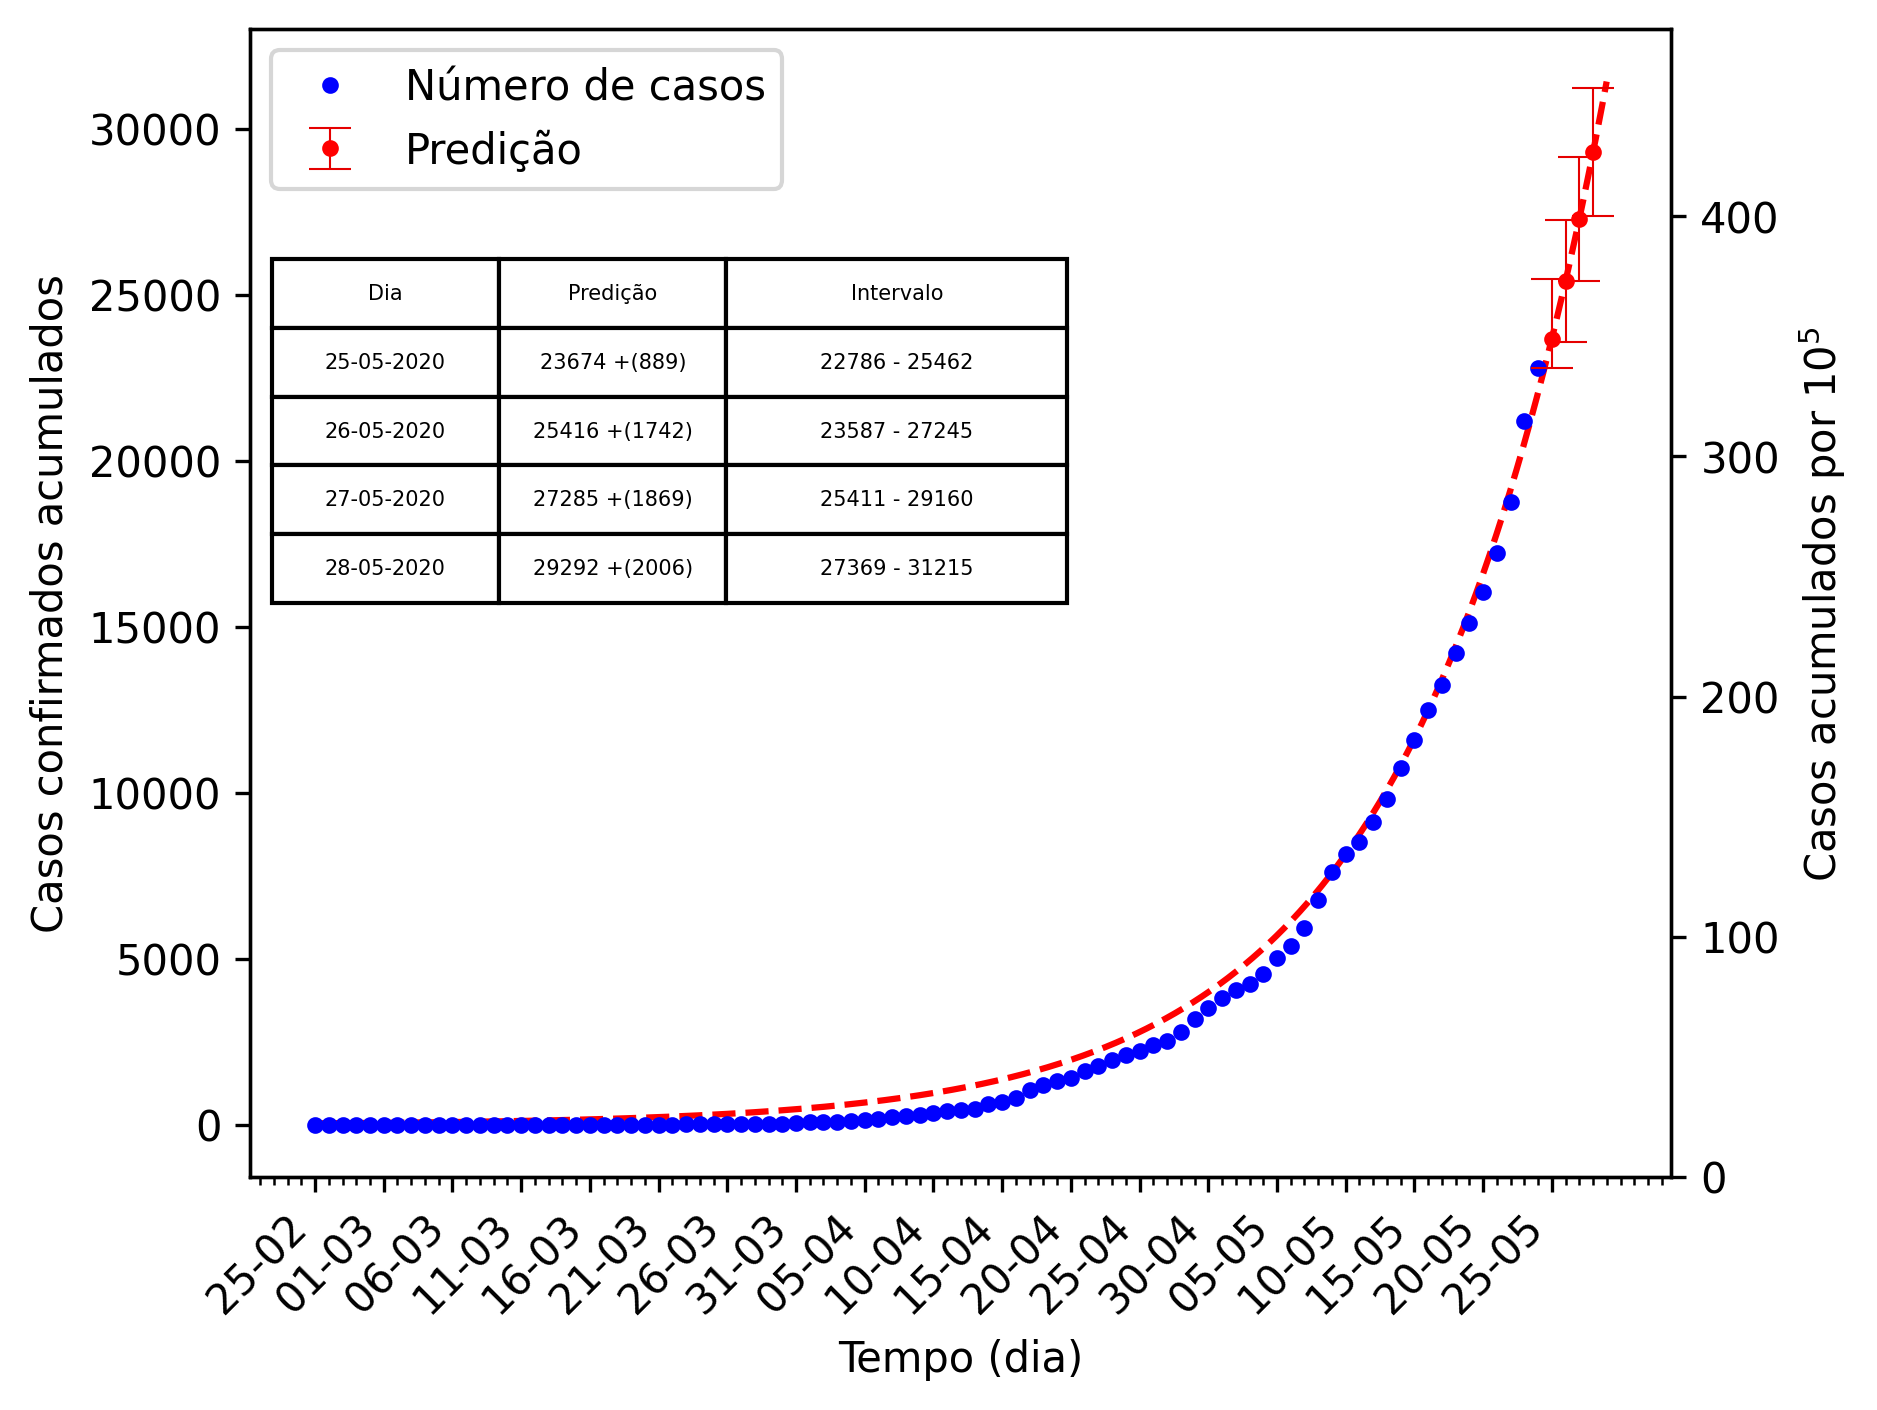 Número de casos
Predição
Dia Predição Intervalo
25-05-2020 23674 +(889) 22786 - 25462
26-05-2020 25416 +(1742) 23587 - 27245
27-05-2020 27285 +(1869) 25411 - 29160
28-05-2020 29292 +(2006) 27369 - 31215
Casos confirmados acumulados
30000
25000
20000
15000
10000
5000
0
400
300
200
100
0
Casos acumulados por 10⁵
25-02 01-03 06-03 11-03 16-03 21-03 26-03 31-03 05-04 10-04 15-04 20-04 25-04 30-04 05-05 10-05 15-05 20-05 25-05
Tempo (dia)